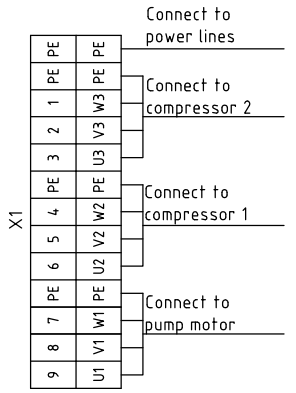 Connect to
power lines
PE PE
PE PE
Connect to
compressor 2
1 W3
2 V3
3 U3
PE PE
Connect to
compressor 1
4 W2
5 V2
6 U2
X1
PE PE
Connect to
pump motor
7 W1
8 V1
9 U1